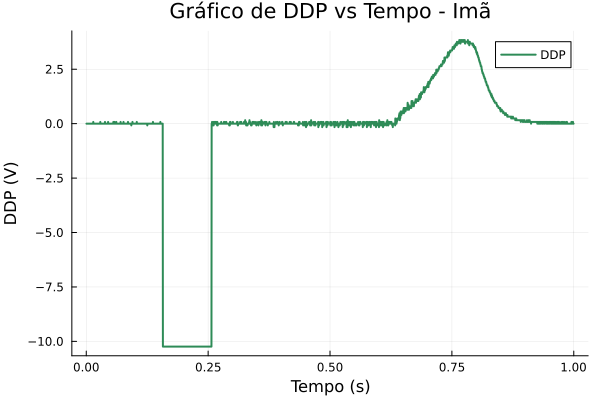 Gráfico de DDP vs Tempo - Imã
DDP
DDP (V)
2.5
0.0
−2.5
−5.0
−7.5
−10.0
0.00 0.25 0.50 0.75 1.00
Tempo (s)